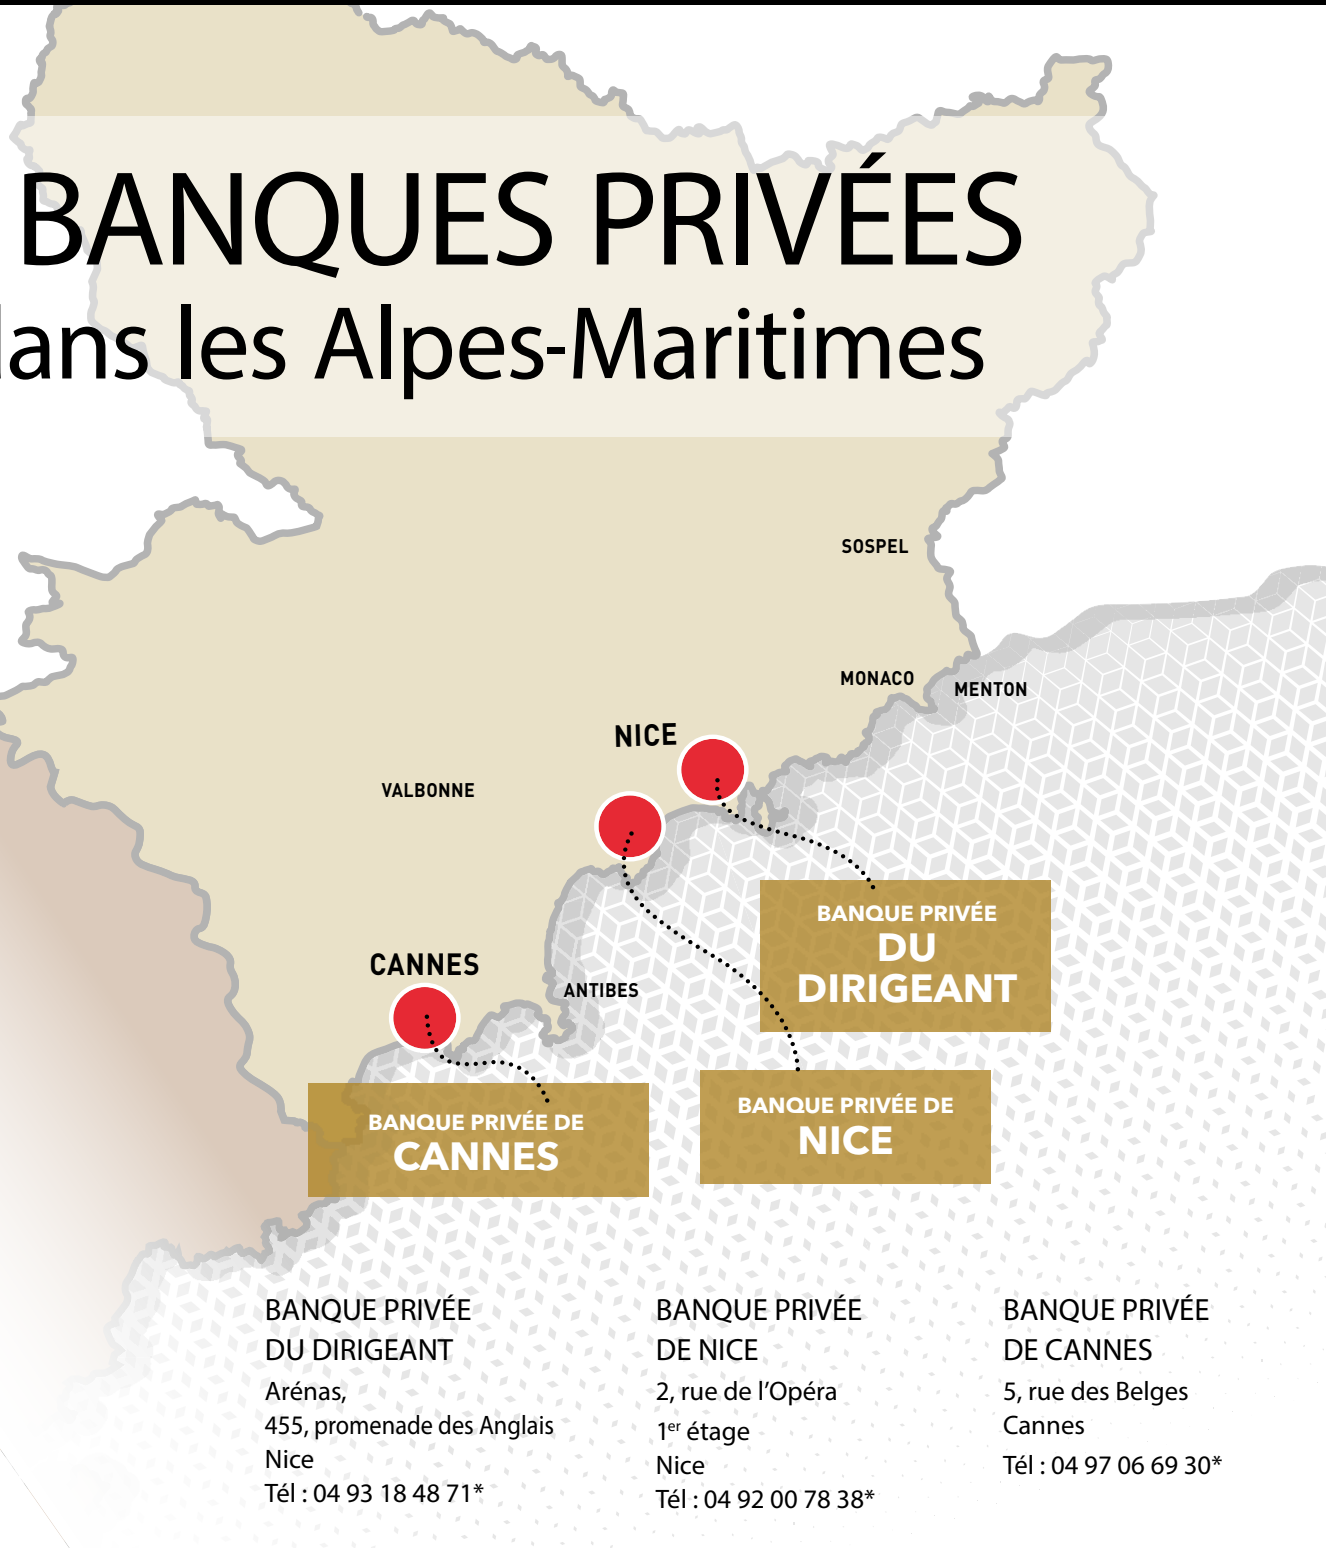 BANQUES PRIVÉES
dans les Alpes-Maritimes
SOSPEL
MONACO
MENTON
NICE
VALBONNE
BANQUE PRIVÉE
DU
DIRIGEANT
CANNES
ANTIBES
BANQUE PRIVÉE DE
NICE
BANQUE PRIVÉE DE
CANNES
BANQUE PRIVÉE
DU DIRIGEANT
Arénas,
455, promenade des Anglais
Nice
Tél : 04 93 18 48 71*
BANQUE PRIVÉE
DE NICE
2, rue de l'Opéra
1er étage
Nice
Tél : 04 92 00 78 38*
BANQUE PRIVÉE
DE CANNES
5, rue des Belges
Cannes
Tél : 04 97 06 69 30*